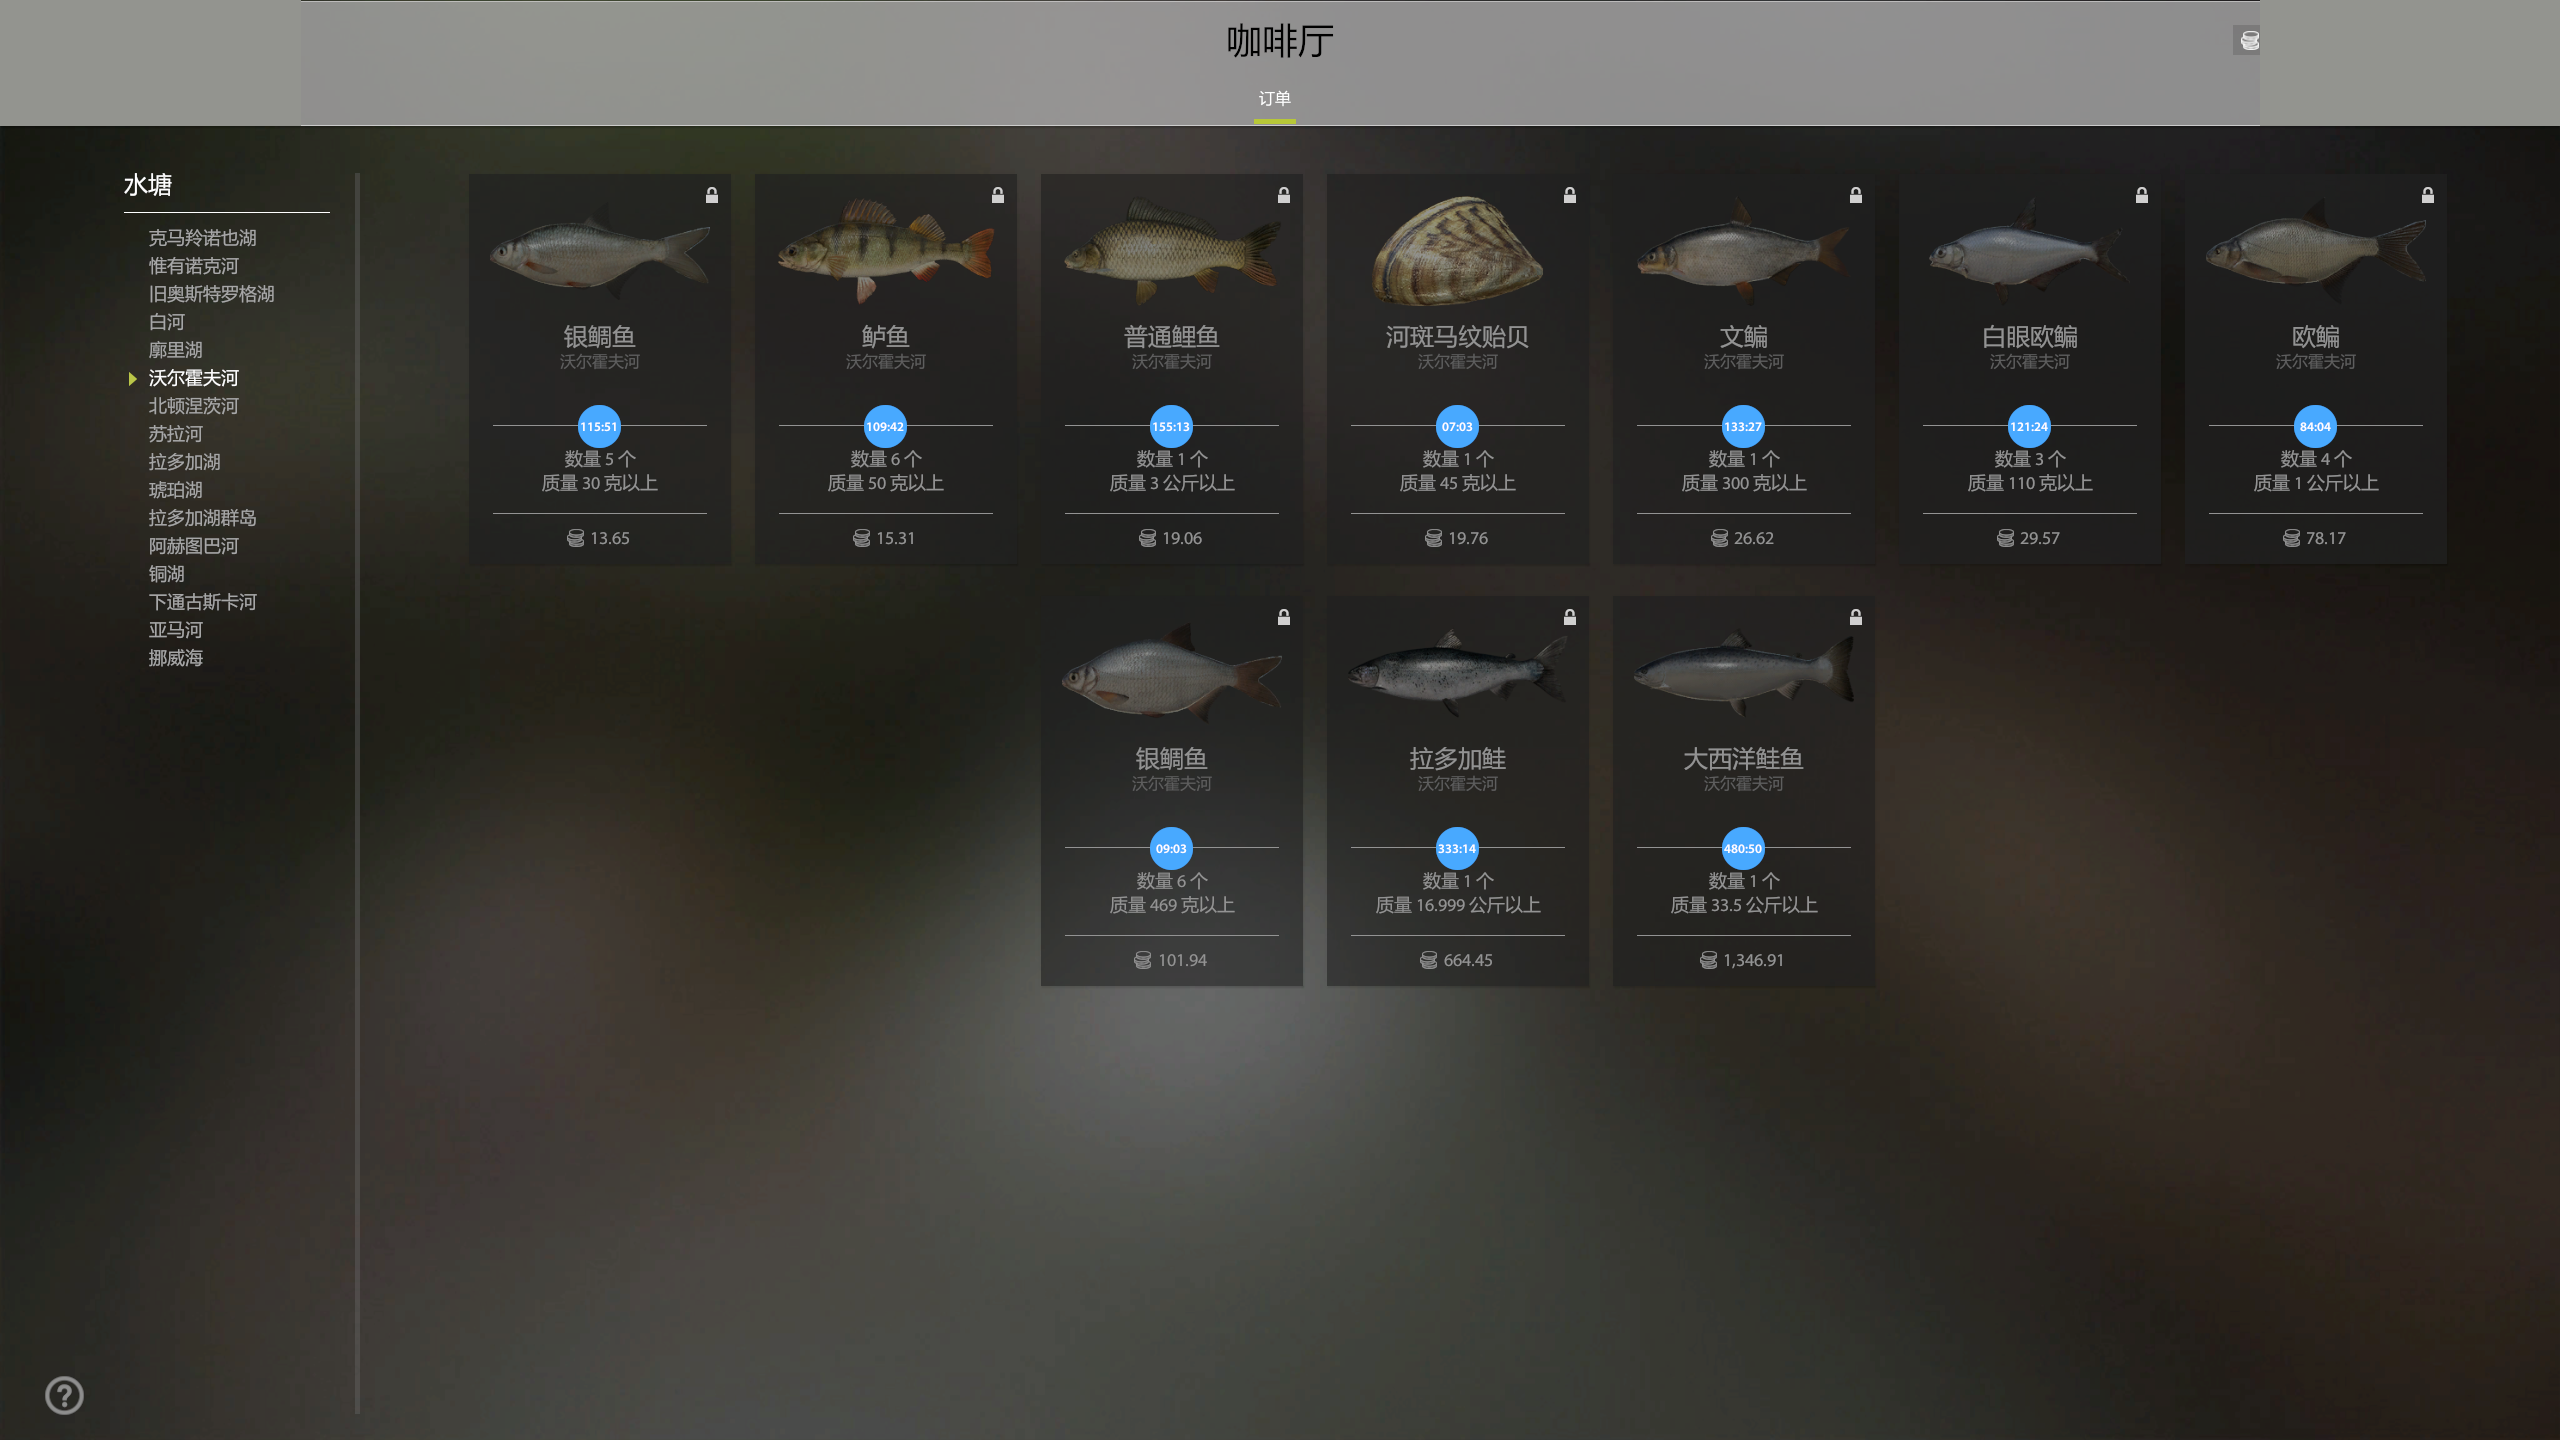 咖啡厅
订单
水塘
克马羚诺也湖
惟有诺克河
旧奥斯特罗格湖
白河
廓里湖
沃尔霍夫河
北顿涅茨河
苏拉河
拉多加湖
琥珀湖
拉多加湖群岛
阿赫图巴河
铜湖
下通古斯卡河
亚马河
挪威海
银鲷鱼
沃尔霍夫河
115:51
数量 5 个
质量 30 克以上
13.65
鲈鱼
沃尔霍夫河
109:42
数量 6 个
质量 50 克以上
15.31
普通鲤鱼
沃尔霍夫河
155:13
数量 1 个
质量 3 公斤以上
19.06
河斑马纹贻贝
沃尔霍夫河
07:03
数量 1 个
质量 45 克以上
19.76
文鳊
沃尔霍夫河
133:27
数量 1 个
质量 300 克以上
26.62
白眼欧鳊
沃尔霍夫河
121:24
数量 3 个
质量 110 克以上
29.57
欧鳊
沃尔霍夫河
84:04
数量 4 个
质量 1 公斤以上
78.17
银鲷鱼
沃尔霍夫河
09:03
数量 6 个
质量 469 克以上
101.94
拉多加鲑
沃尔霍夫河
333:14
数量 1 个
质量 16.999 公斤以上
664.45
大西洋鲑鱼
沃尔霍夫河
480:50
数量 1 个
质量 33.5 公斤以上
1,346.91
?